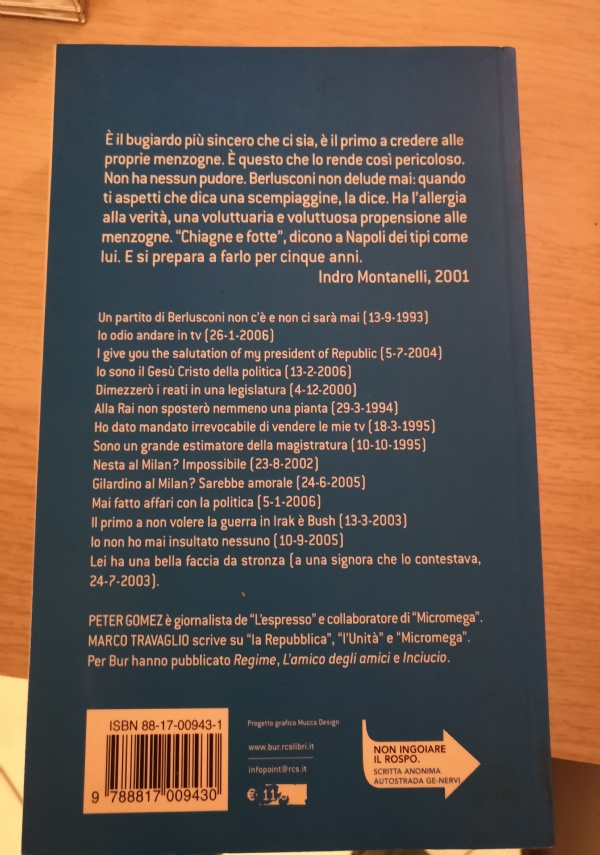 È il bugiardo più sincero che ci sia, è il primo a credere alle
proprie menzogne. È questo che lo rende così pericoloso.
Non ha nessun pudore. Berlusconi non delude mai: quando
ti aspetti che dica una scempiaggine, la dice. Ha l'allergia
alla verità, una voluttuaria e voluttuosa propensione alle
menzogne. "Chiagne e fotte", dicono a Napoli dei tipi come
lui. E si prepara a farlo per cinque anni.
Indro Montanelli, 2001
Un partito di Berlusconi non c'è e non ci sarà mai (13-9-1993)
Io odio andare in tv (26-1-2006)
I give you the salutation of my president of Republic (5-7-2004)
Io sono il Gesù Cristo della politica (13-2-2006)
Dimezzerò i reati in una legislatura (4-12-2000)
Alla Rai non sposterò nemmeno una pianta (29-3-1994)
Ho dato mandato irrevocabile di vendere le mie tv (18-3-1995)
Sono un grande estimatore della magistratura (10-10-1995)
Nesta al Milan? Impossibile (23-8-2002)
Gilardino al Milan? Sarebbe amorale (24-6-2005)
Mai fatto affari con la politica (5-1-2006)
Il primo a non volere la guerra in Irak è Bush (13-3-2003)
Io non ho mai insultato nessuno (10-9-2005)
Lei ha una bella faccia da stronza (a una signora che lo contestava,
24-7-2003).
PETER GOMEZ è giornalista de "L'espresso" e collaboratore di "Micromega".
MARCO TRAVAGLIO scrive su "la Repubblica", "l'Unità" e "Micromega".
Per Bur hanno pubblicato Regime, L'amico degli amici e Inciucio.
ISBN 88-17-00943-1
9 788817 009430
Progetto grafico Mucca Design
www.bur.rcslibri.it
infopoint@rcs.it
€ 11
NON INGOIARE
IL ROSPO.
SCRITTA ANONIMA
AUTOSTRADA GE-NERVI